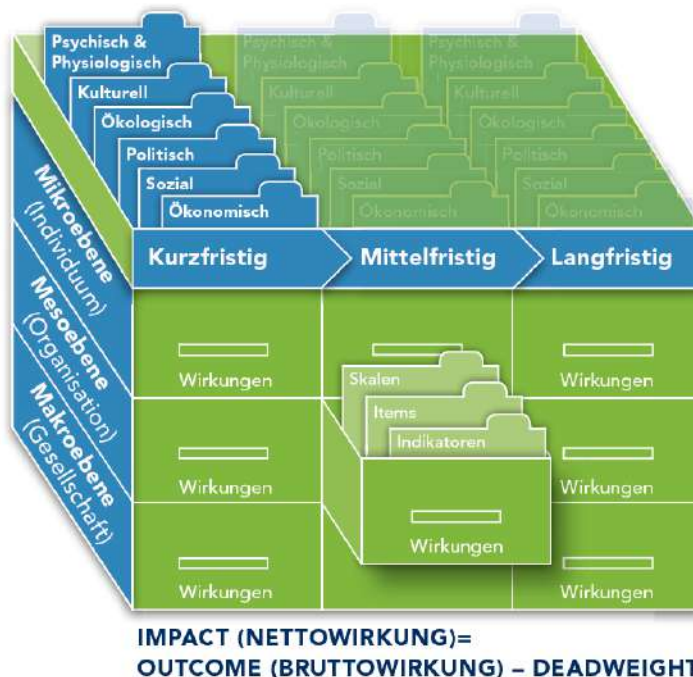 Psychisch &
Physiologisch
Kulturell
Ökologisch
Politisch
Sozial
Ökonomisch
Psychisch &
Physiologisch
Kulturell
Ökologisch
Politisch
Sozial
Ökonomisch
Psychisch &
Physiologisch
Kulturell
Ökologisch
Politisch
Sozial
Ökonomisch
Mikroebene
(Individuum)
Mesoebene
(Organisation)
Makroebene
(Gesellschaft)
Kurzfristig
Mittelfristig
Langfristig
Wirkungen
Wirkungen
Skalen
Items
Indikatoren
Wirkungen
Wirkungen
Wirkungen
Wirkungen
Wirkungen
IMPACT (NETTOWIRKUNG)=
OUTCOME (BRUTTOWIRKUNG) – DEADWEIGHT